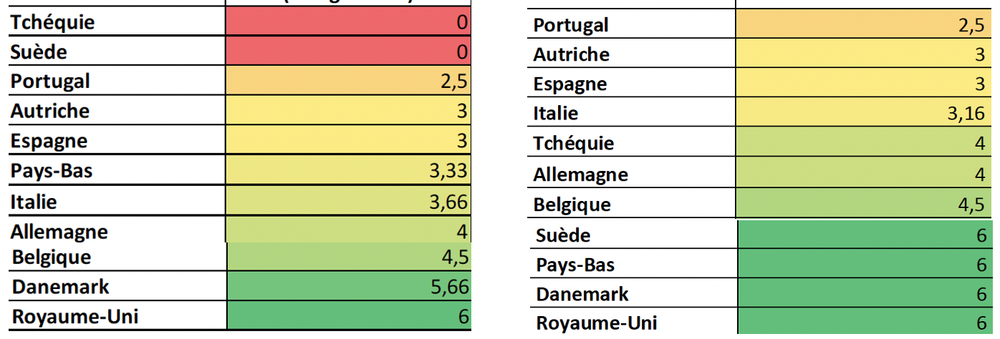 Tchéquie 0
Suède 0
Portugal 2,5
Autriche 3
Espagne 3
Pays-Bas 3,33
Italie 3,66
Allemagne 4
Belgique 4,5
Danemark 5,66
Royaume-Uni 6
Portugal 2,5
Autriche 3
Espagne 3
Italie 3,16
Tchéquie 4
Allemagne 4
Belgique 4,5
Suède 6
Pays-Bas 6
Danemark 6
Royaume-Uni 6